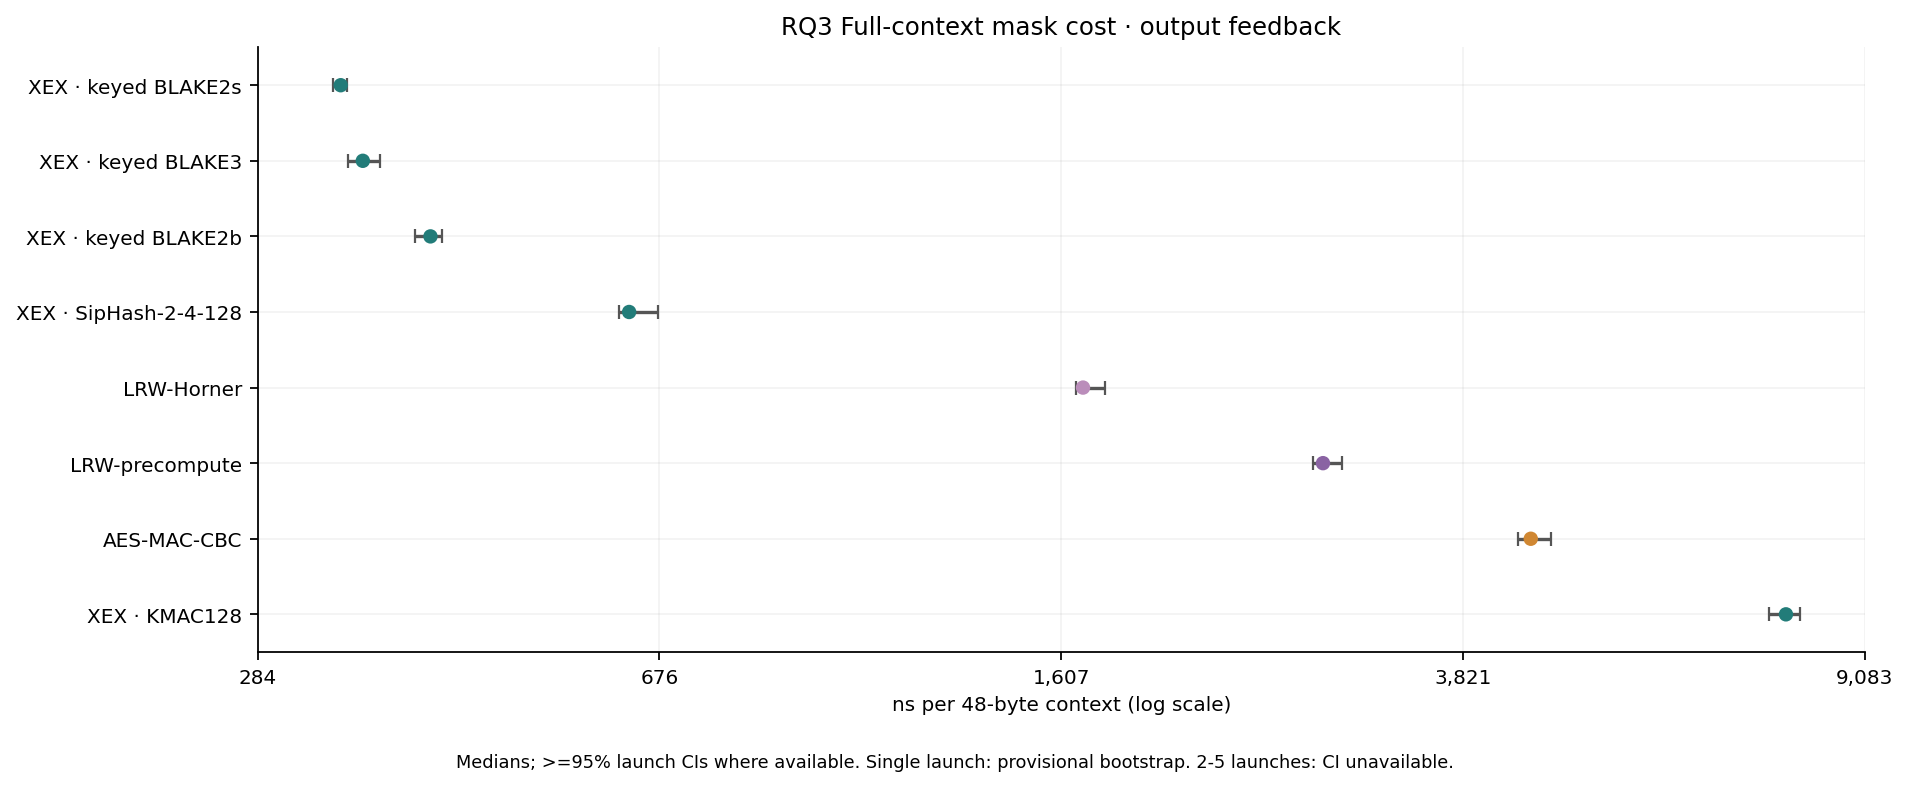 RQ3 Full-context mask cost · output feedback
XEX · keyed BLAKE2s
XEX · keyed BLAKE3
XEX · keyed BLAKE2b
XEX · SipHash-2-4-128
LRW-Horner
LRW-precompute
AES-MAC-CBC
XEX · KMAC128
284 676 1,607 3,821 9,083
ns per 48-byte context (log scale)
Medians; >=95% launch CIs where available. Single launch: provisional bootstrap. 2-5 launches: CI unavailable.